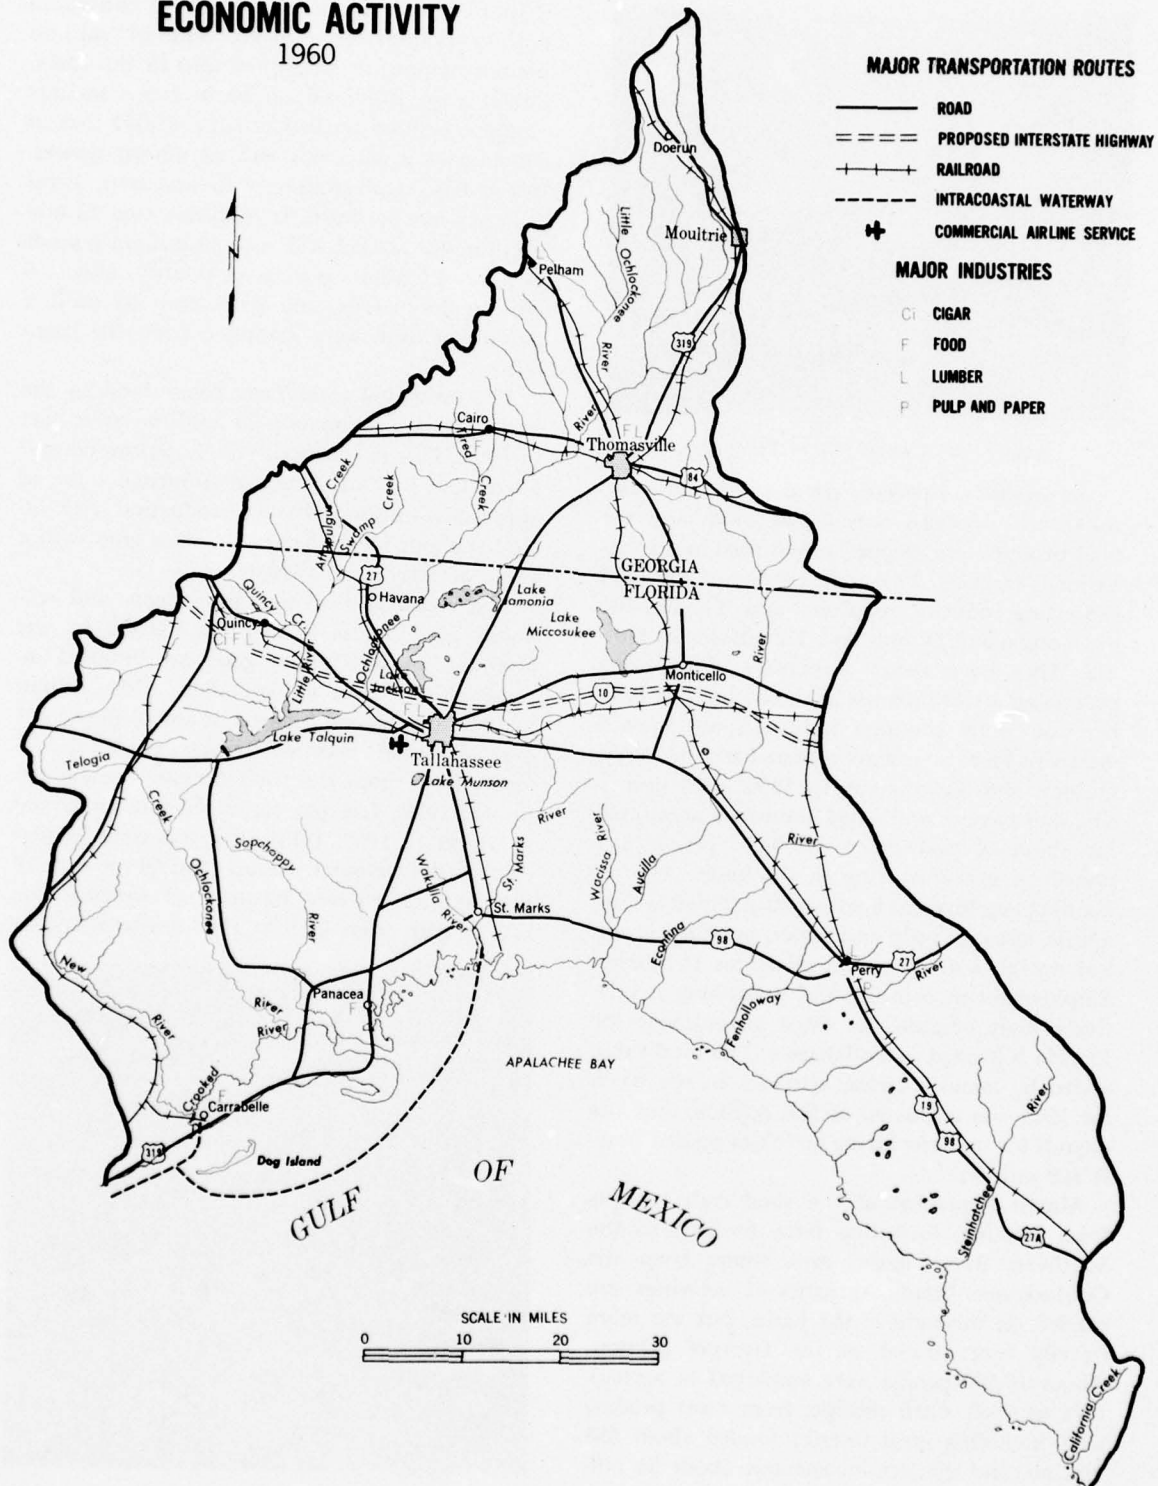 ECONOMIC ACTIVITY
1960
MAJOR TRANSPORTATION ROUTES
ROAD
PROPOSED INTERSTATE HIGHWAY
RAILROAD
INTRACOASTAL WATERWAY
COMMERCIAL AIRLINE SERVICE
MAJOR INDUSTRIES
Ci CIGAR
F FOOD
L LUMBER
P PULP AND PAPER
N
Doerun
Moultrie
Little Ochlockonee River
L
Pelham
319
River
Cairo
F
Creek
F L
Thomasville
84
Attapulgus Creek
Swamp Creek
GEORGIA
FLORIDA
27
Havana
Lake Iamonia
Lake Miccosukee
Quincy Cr.
Quincy
Ci F L
Little River
Ochlockonee
Lake Jackson
River
Monticello
10
F L
Lake Talquin
Tallahassee
Lake Munson
Telogia Creek
Sopchoppy River
Ochlockonee
River
Wakulla River
St. Marks River
Wacissa River
Aucilla
River
St. Marks
98
Econfina
Perry
27
River
P
Fenholloway
New River
Panacea
F
River
Crooked
River
F
Carrabelle
319
Dog Island
APALACHEE BAY
GULF OF MEXICO
19
98
Steinhatchee River
27A
California Creek
SCALE IN MILES
0 10 20 30